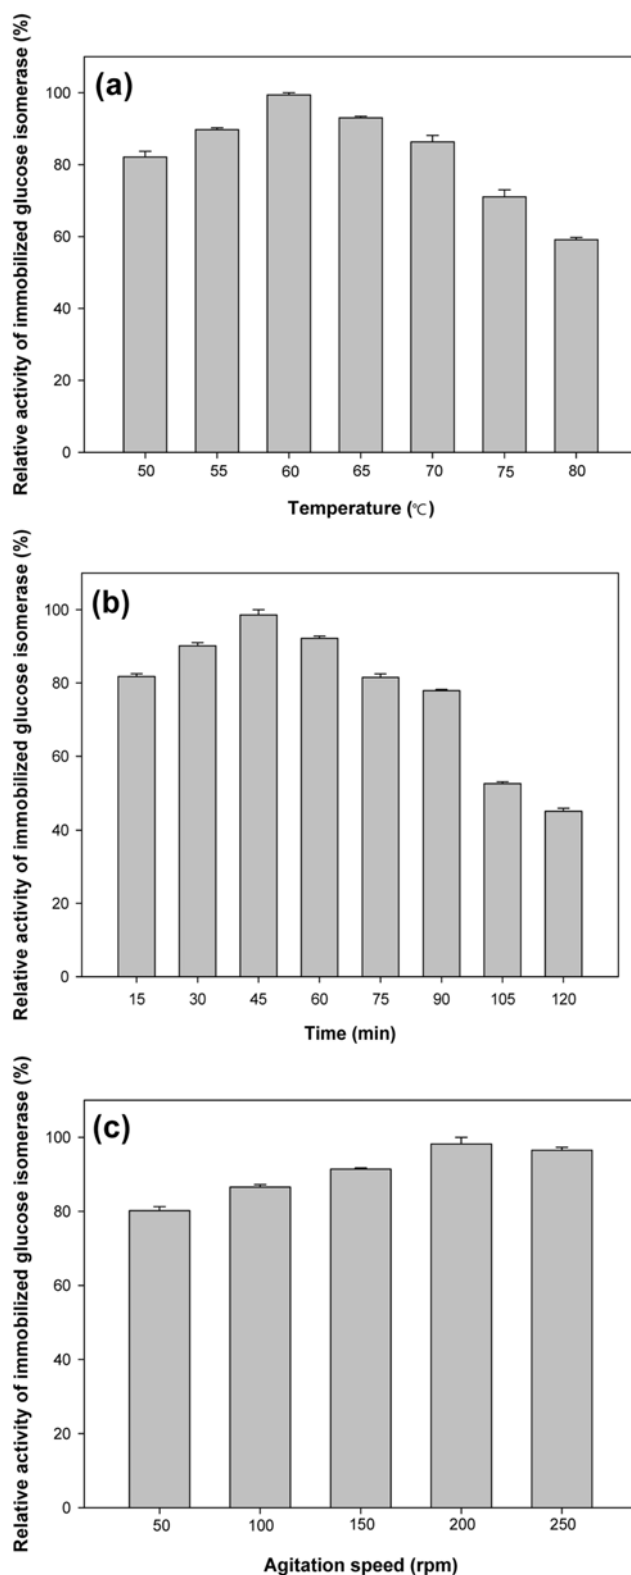 Relative activity of immobilized glucose isomerase (%)
(a)
100
80
60
40
20
0
50 55 60 65 70 75 80
Temperature (℃)
Relative activity of immobilized glucose isomerase (%)
(b)
100
80
60
40
20
0
15 30 45 60 75 90 105 120
Time (min)
Relative activity of immobilized glucose isomerase (%)
(c)
100
80
60
40
20
0
50 100 150 200 250
Agitation speed (rpm)